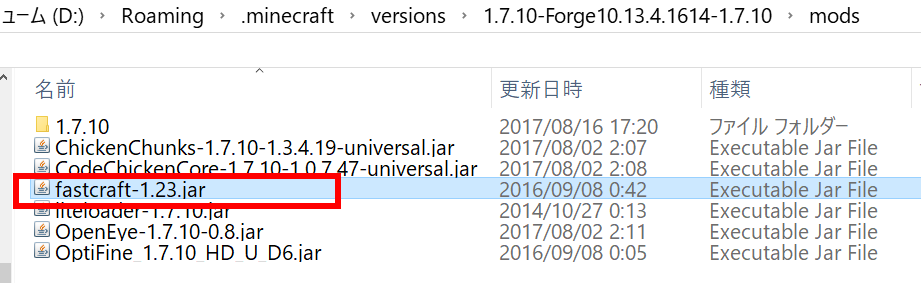 ューム (D:) › Roaming › .minecraft › versions › 1.7.10-Forge10.13.4.1614-1.7.10 › mods
名前 更新日時 種類
1.7.10 2017/08/16 17:20 ファイル フォルダー
ChickenChunks-1.7.10-1.3.4.19-universal.jar 2017/08/02 2:07 Executable Jar File
CodeChickenCore-1.7.10-1.0.7.47-universal.jar 2017/08/02 2:08 Executable Jar File
fastcraft-1.23.jar 2016/09/08 0:42 Executable Jar File
liteloader-1.7.10.jar 2014/10/27 0:13 Executable Jar File
OpenEye-1.7.10-0.8.jar 2017/08/02 2:11 Executable Jar File
OptiFine_1.7.10_HD_U_D6.jar 2016/09/08 0:05 Executable Jar File